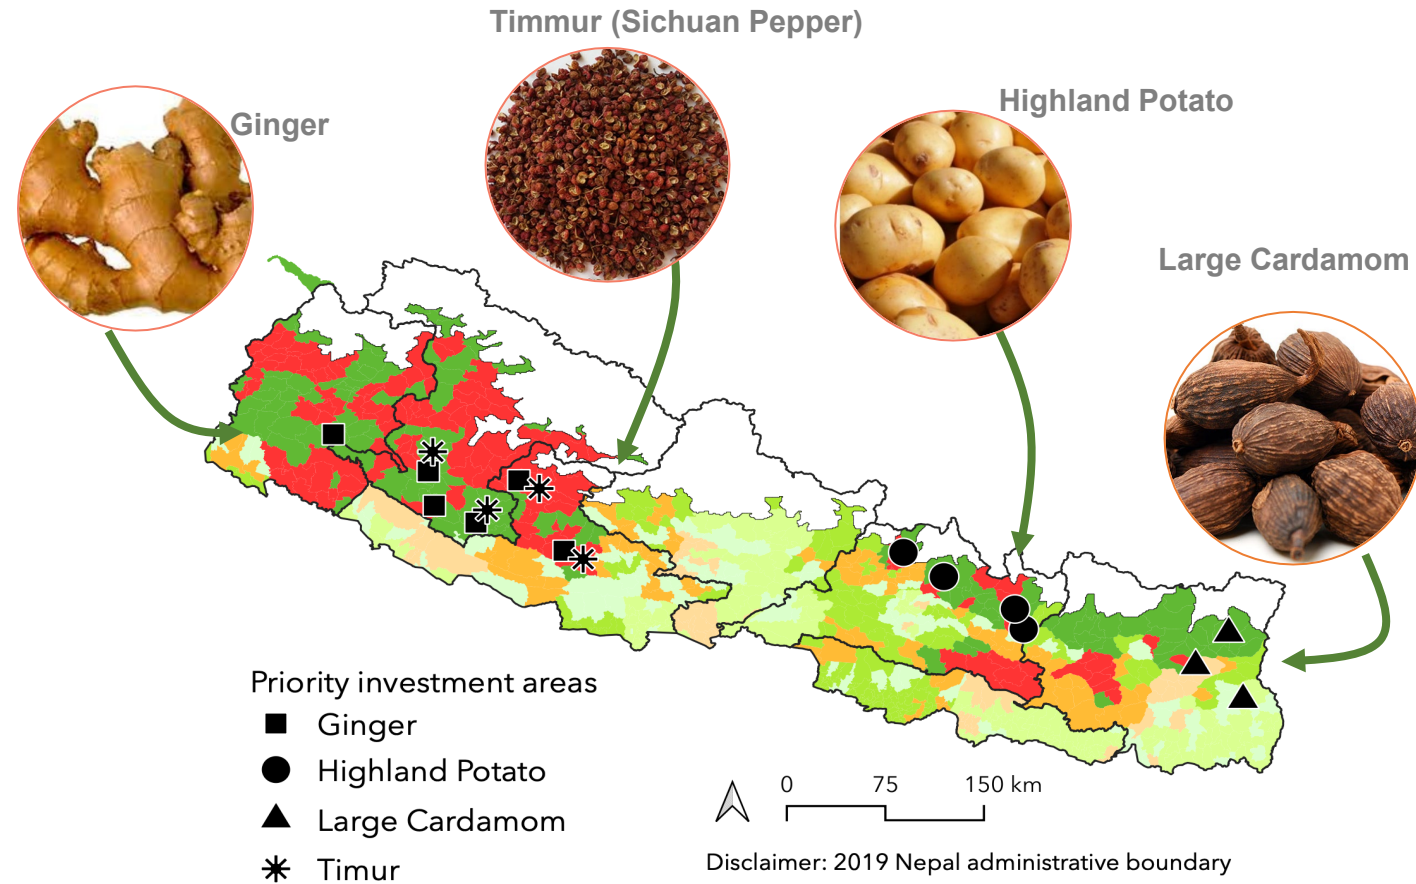 Timmur (Sichuan Pepper)
Ginger
Highland Potato
Large Cardamom
Priority investment areas
Ginger
Highland Potato
Large Cardamom
Timur
0 75 150 km
Disclaimer: 2019 Nepal administrative boundary